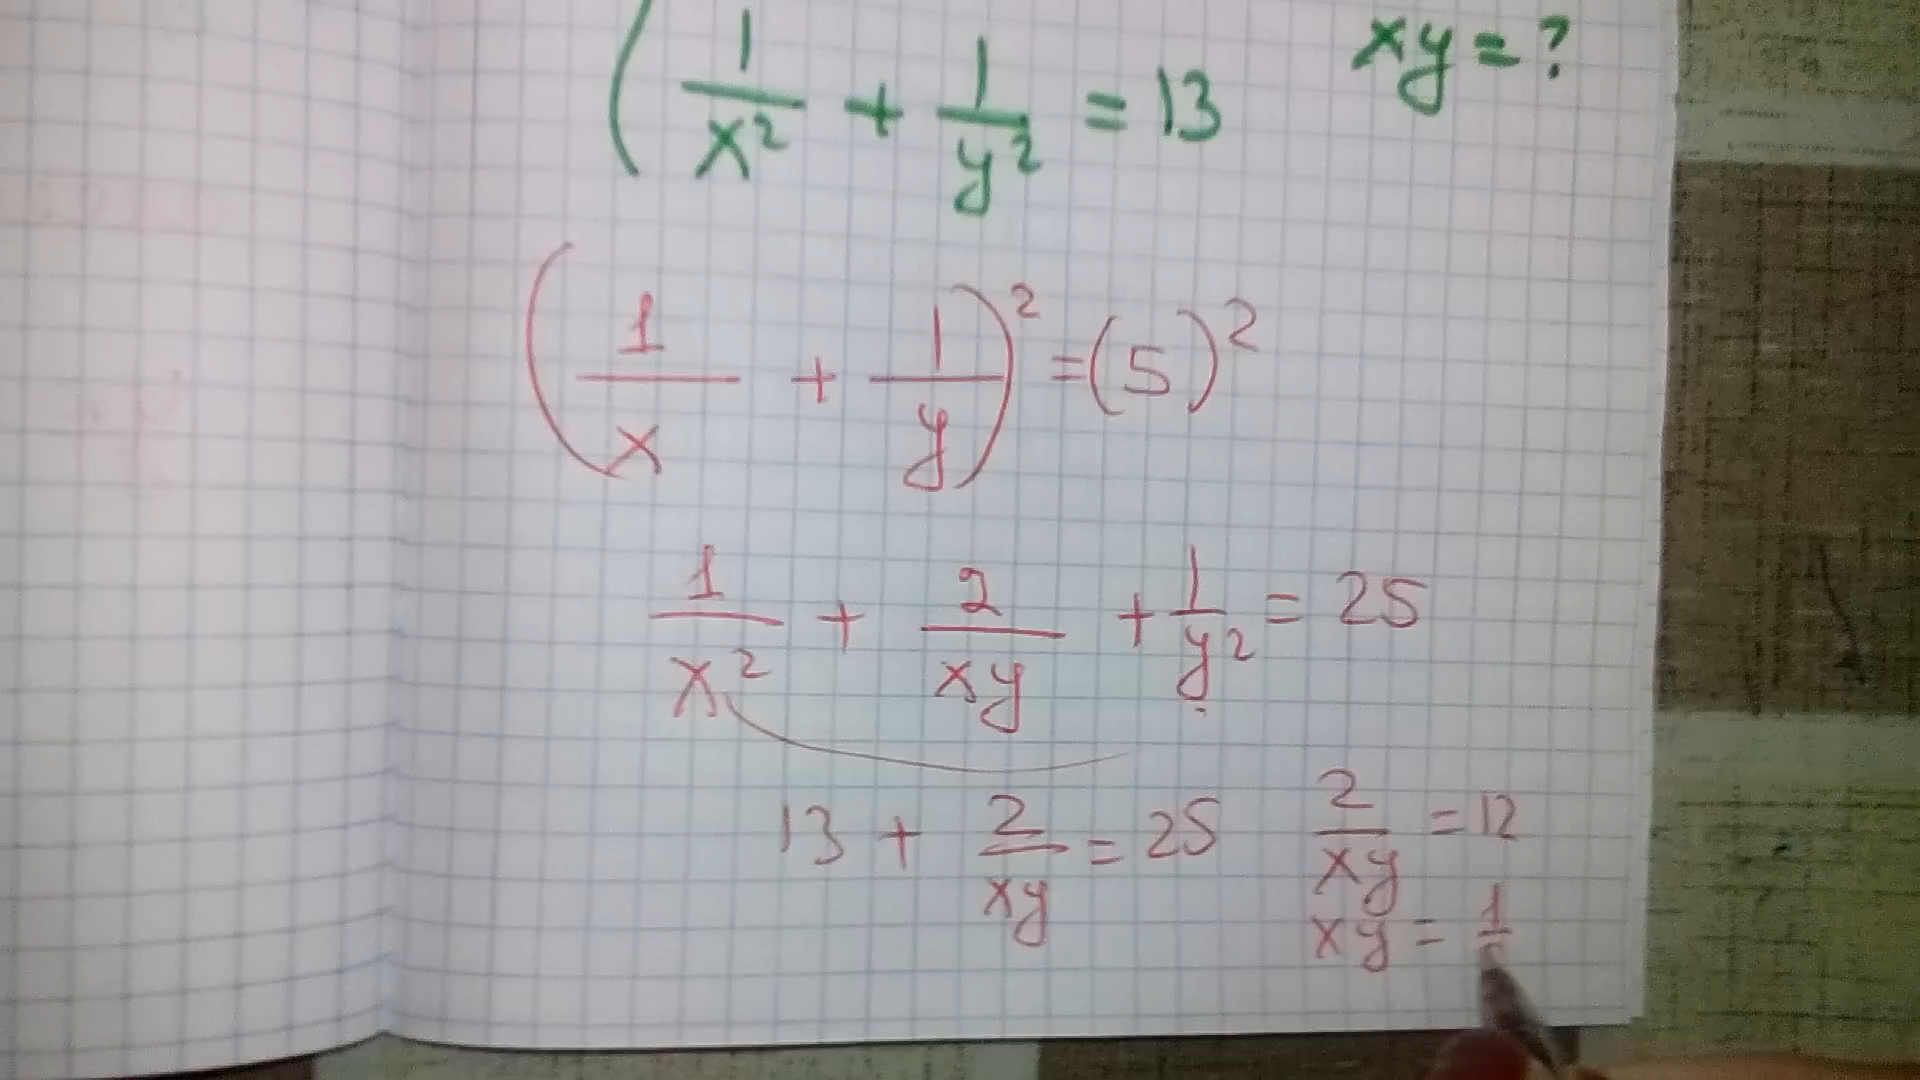 1/x² + 1/y² = 13 xy = ?
(1/x + 1/y)² = (5)²
1/x² + 2/xy + 1/y² = 25
13 + 2/xy = 25 2/xy = 12
xy = 1/